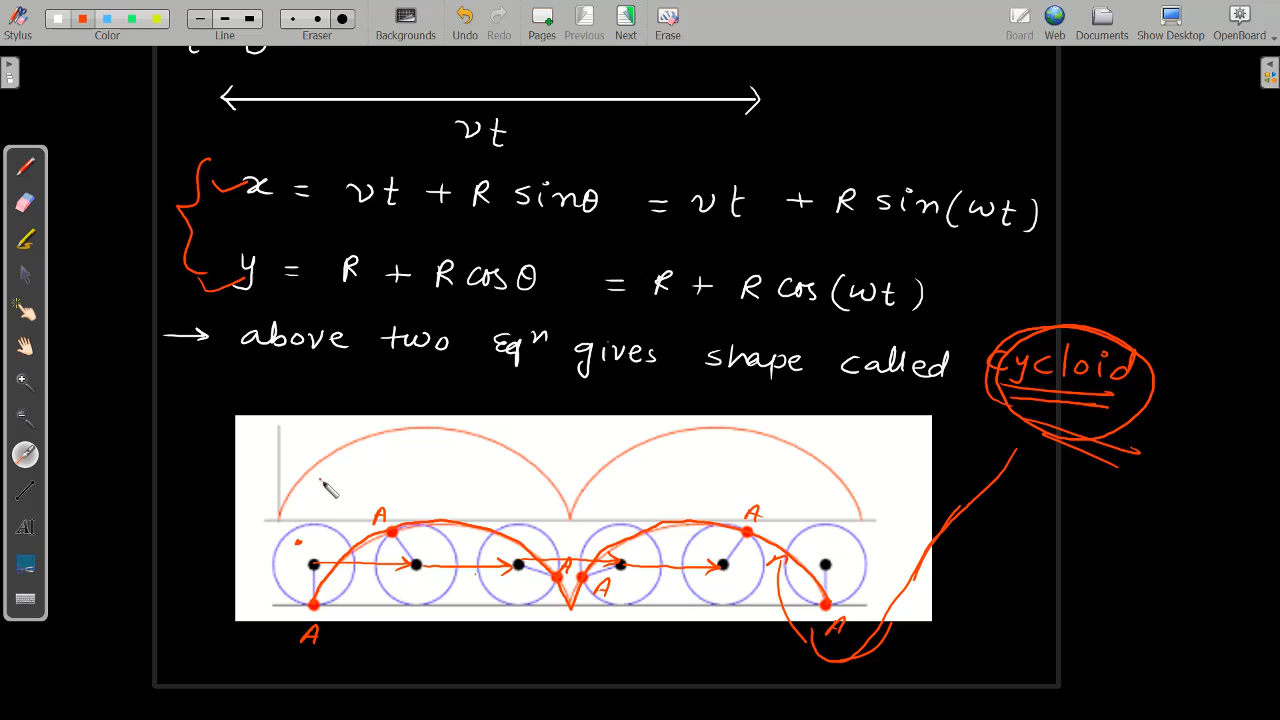 Stylus Color Line Eraser Backgrounds Undo Redo Pages Previous Next Erase Board Web Documents Show Desktop OpenBoard
vt
x = vt + R sinθ = vt + R sin(ωt)
y = R + R cosθ = R + R cos(ωt)
→ above two Eqⁿ gives shape called cycloid
A A A A A A